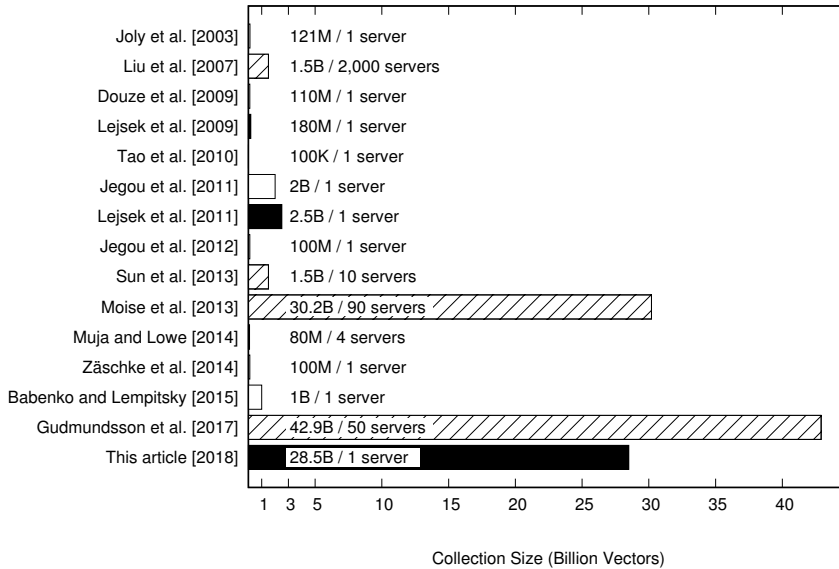 Joly et al. [2003] 121M / 1 server
Liu et al. [2007] 1.5B / 2,000 servers
Douze et al. [2009] 110M / 1 server
Lejsek et al. [2009] 180M / 1 server
Tao et al. [2010] 100K / 1 server
Jegou et al. [2011] 2B / 1 server
Lejsek et al. [2011] 2.5B / 1 server
Jegou et al. [2012] 100M / 1 server
Sun et al. [2013] 1.5B / 10 servers
Moise et al. [2013] 30.2B / 90 servers
Muja and Lowe [2014] 80M / 4 servers
Zäschke et al. [2014] 100M / 1 server
Babenko and Lempitsky [2015] 1B / 1 server
Gudmundsson et al. [2017] 42.9B / 50 servers
This article [2018] 28.5B / 1 server
1 3 5 10 15 20 25 30 35 40
Collection Size (Billion Vectors)